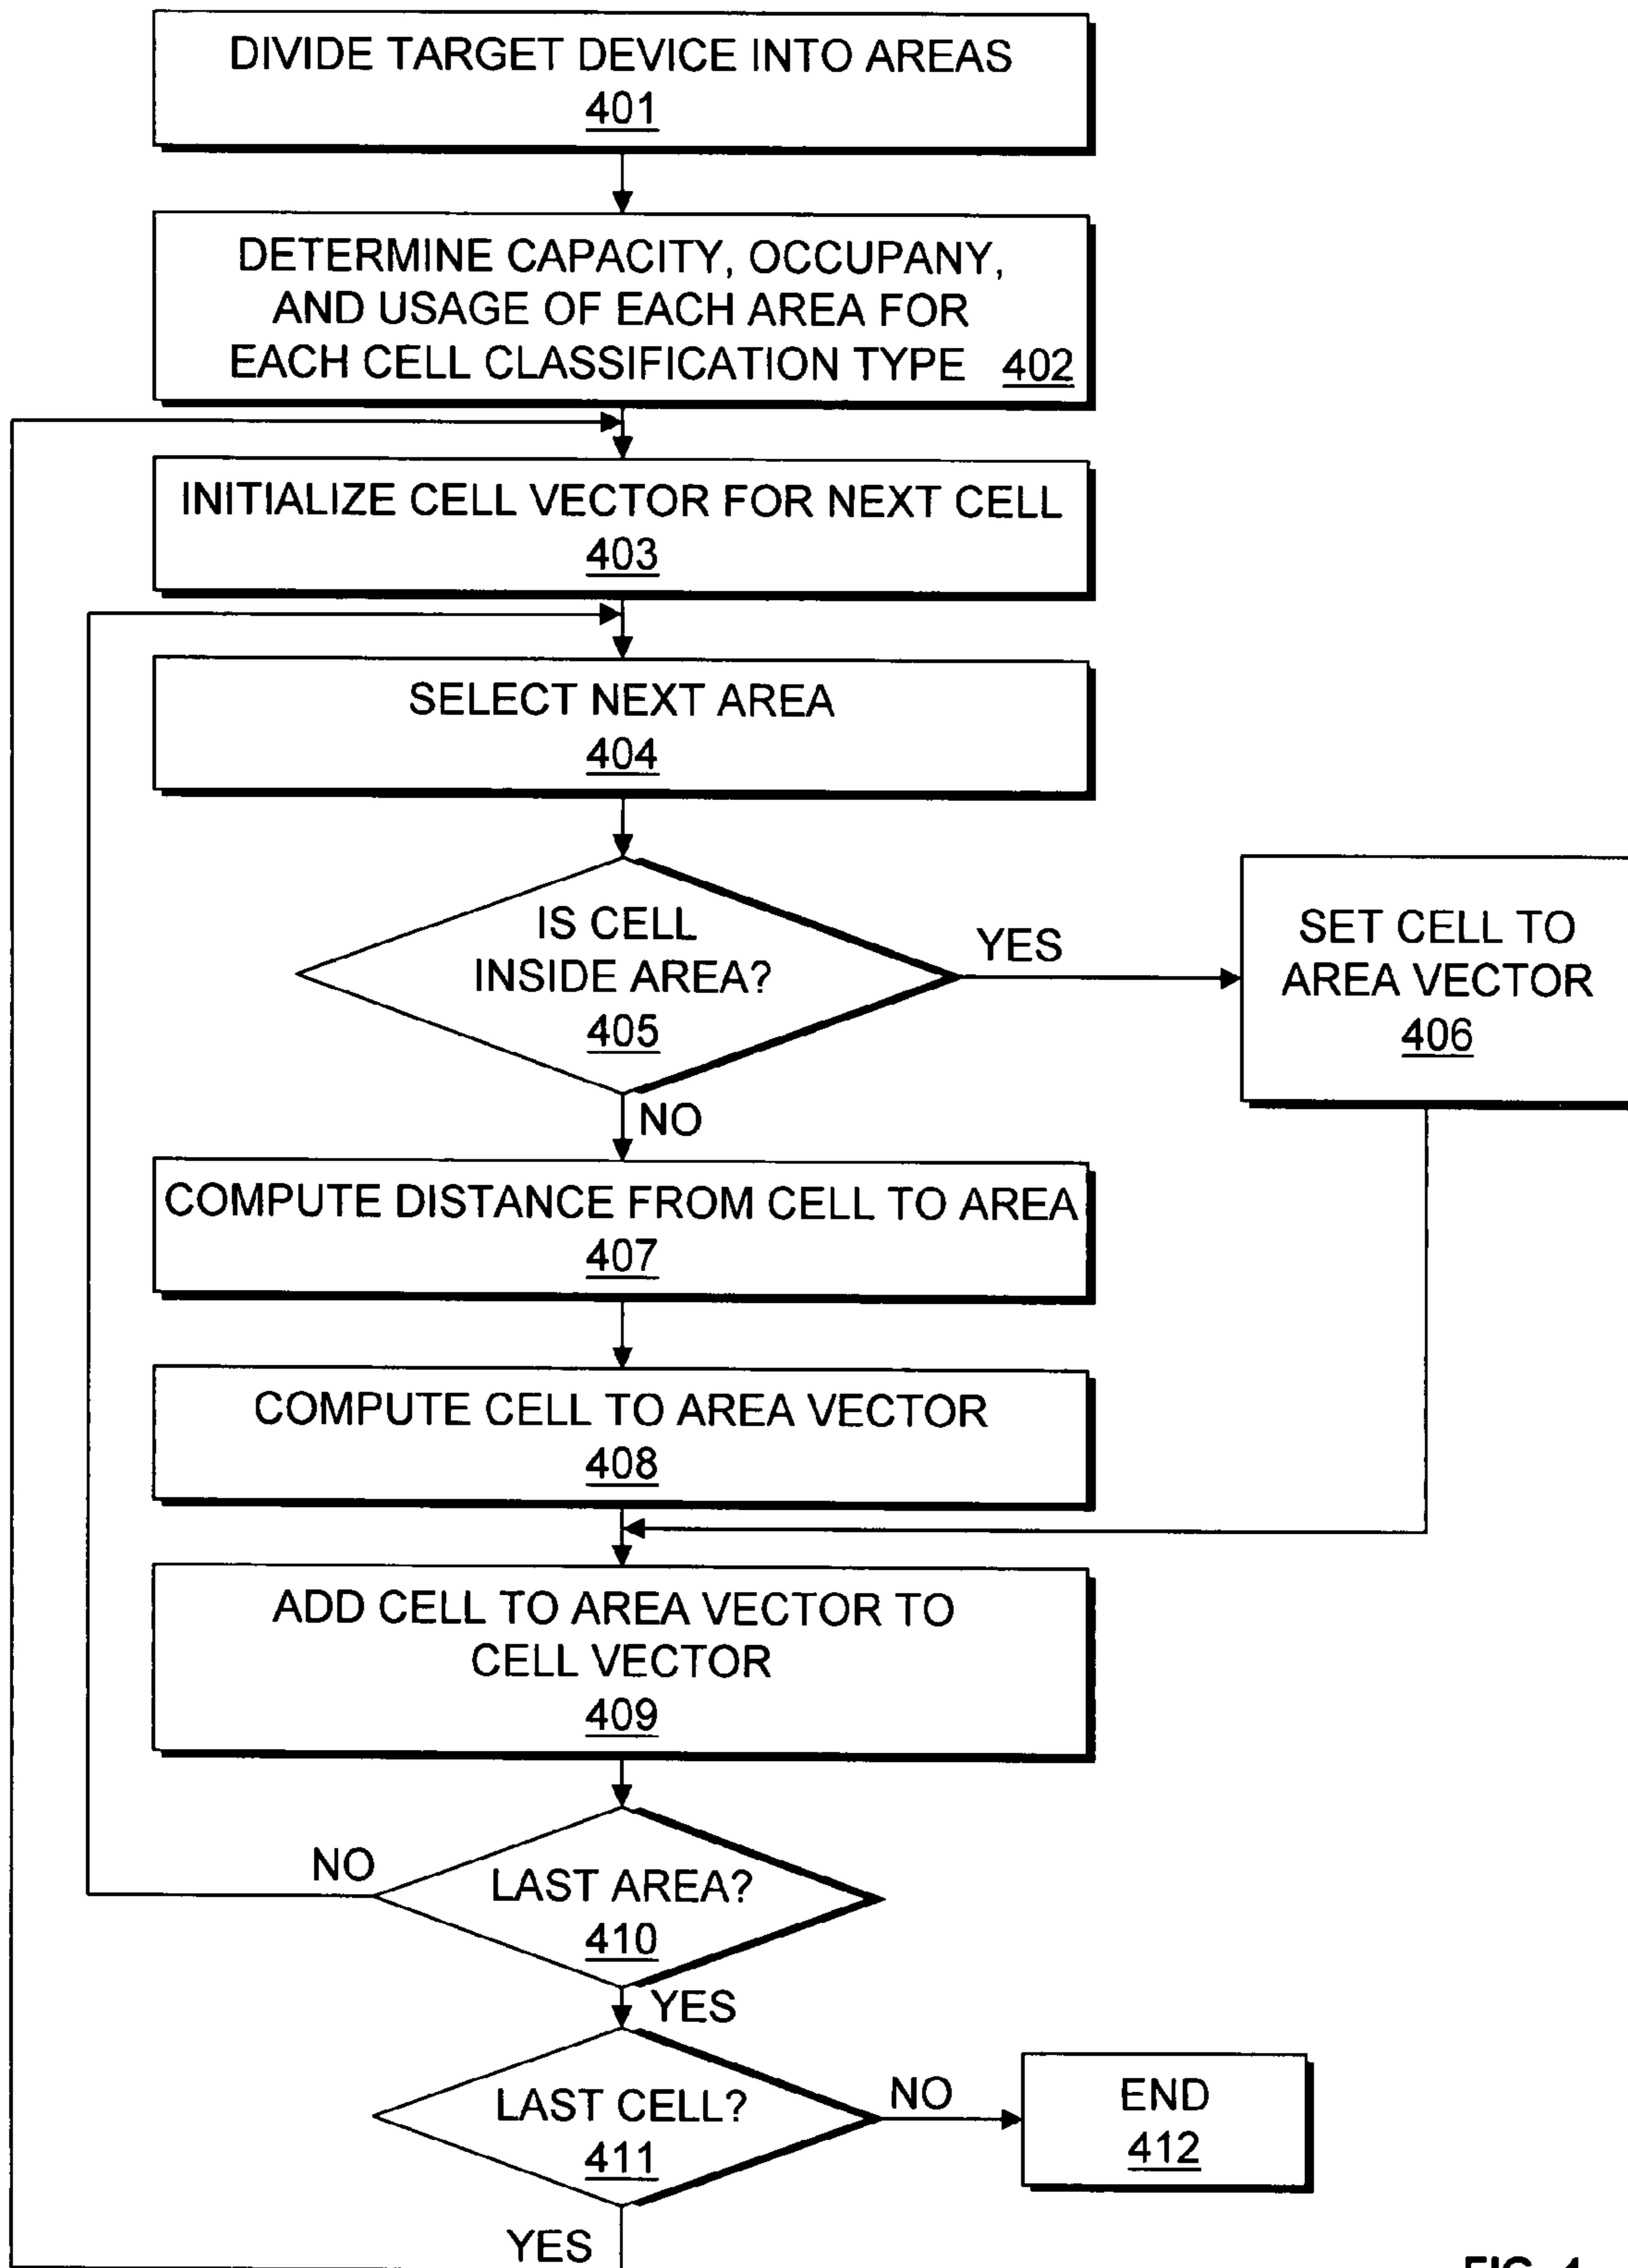 DIVIDE TARGET DEVICE INTO AREAS
401
DETERMINE CAPACITY, OCCUPANY,
AND USAGE OF EACH AREA FOR
EACH CELL CLASSIFICATION TYPE 402
INITIALIZE CELL VECTOR FOR NEXT CELL
403
SELECT NEXT AREA
404
IS CELL
INSIDE AREA?
405
YES
SET CELL TO
AREA VECTOR
406
NO
COMPUTE DISTANCE FROM CELL TO AREA
407
COMPUTE CELL TO AREA VECTOR
408
ADD CELL TO AREA VECTOR TO
CELL VECTOR
409
NO
LAST AREA?
410
YES
LAST CELL?
411
NO
END
412
YES
FIG. 4